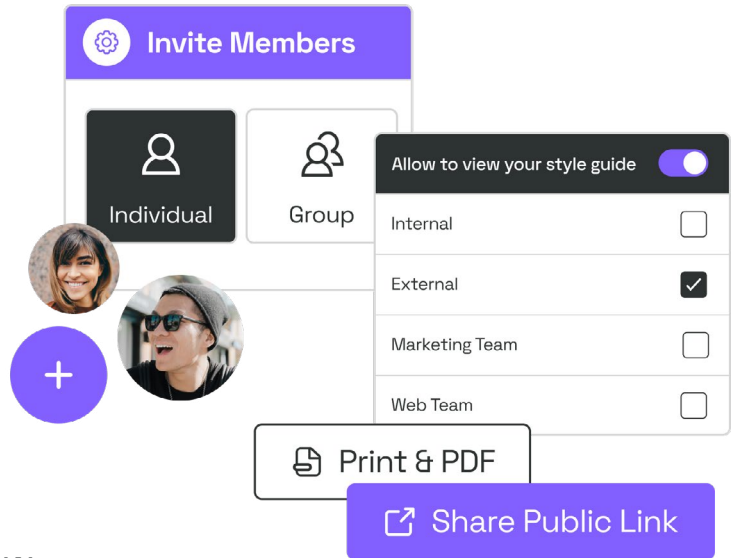 Invite Members
Individual
Group
Allow to view your style guide
Internal
External
Marketing Team
Web Team
Print & PDF
Share Public Link